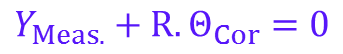 Y_Meas. + R. Θ_Cor = 0